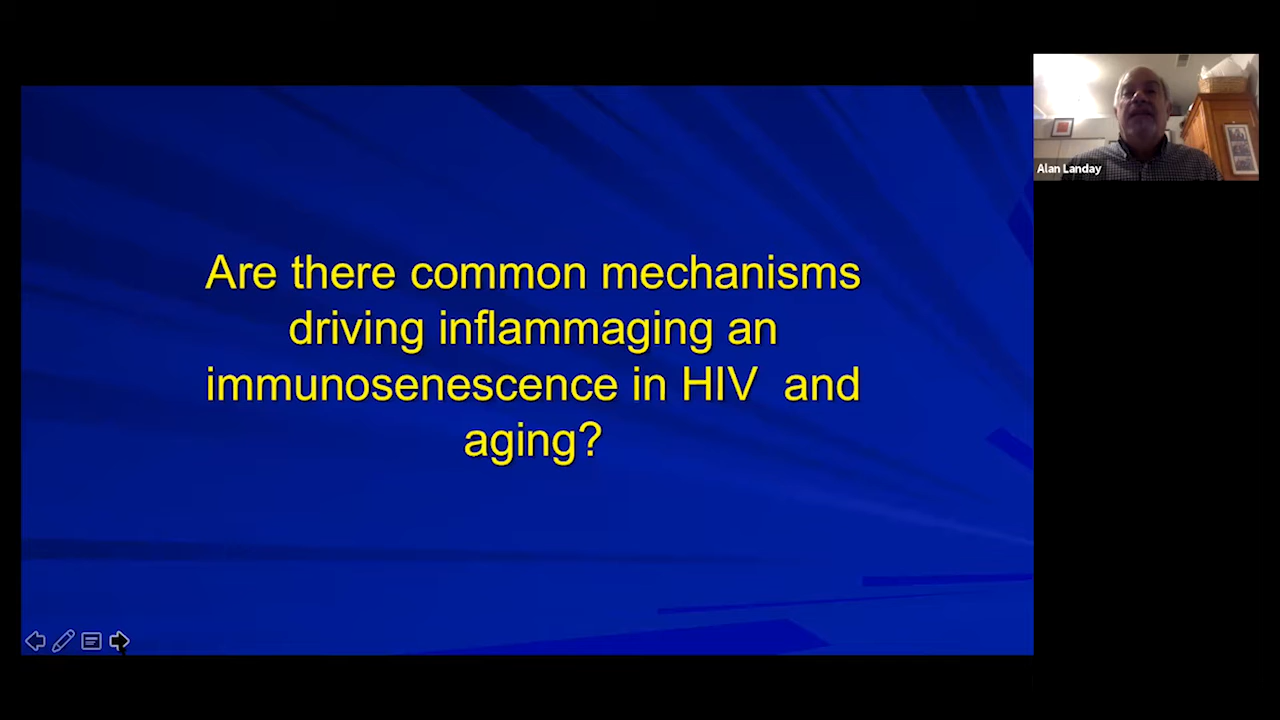 Are there common mechanisms
driving inflammaging an
immunosenescence in HIV  and
aging?
Alan Landay